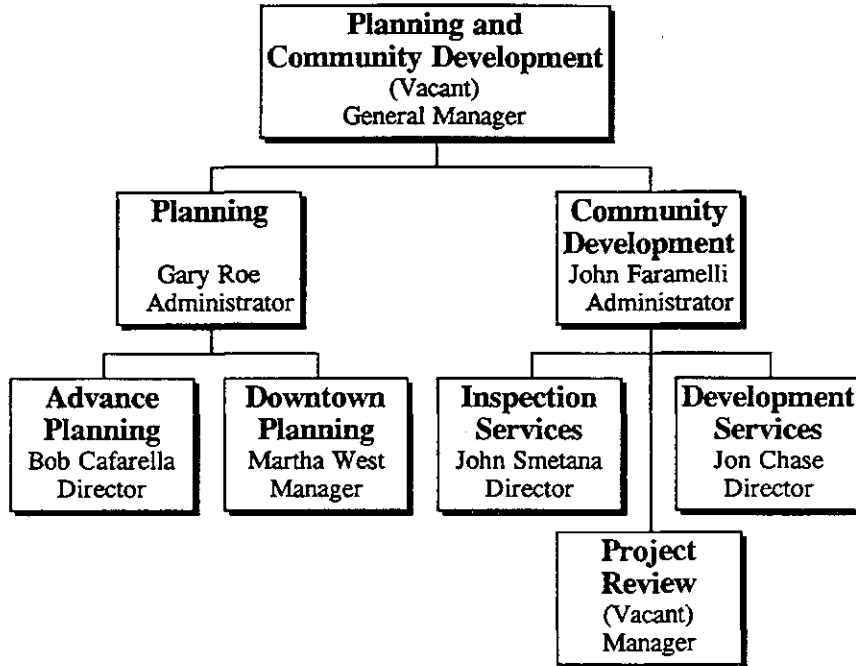 Planning and
Community Development
(Vacant)
General Manager
Planning
Gary Roe
Administrator
Community
Development
John Faramelli
Administrator
Advance
Planning
Bob Cafarella
Director
Downtown
Planning
Martha West
Manager
Inspection
Services
John Smetana
Director
Development
Services
Jon Chase
Director
Project
Review
(Vacant)
Manager